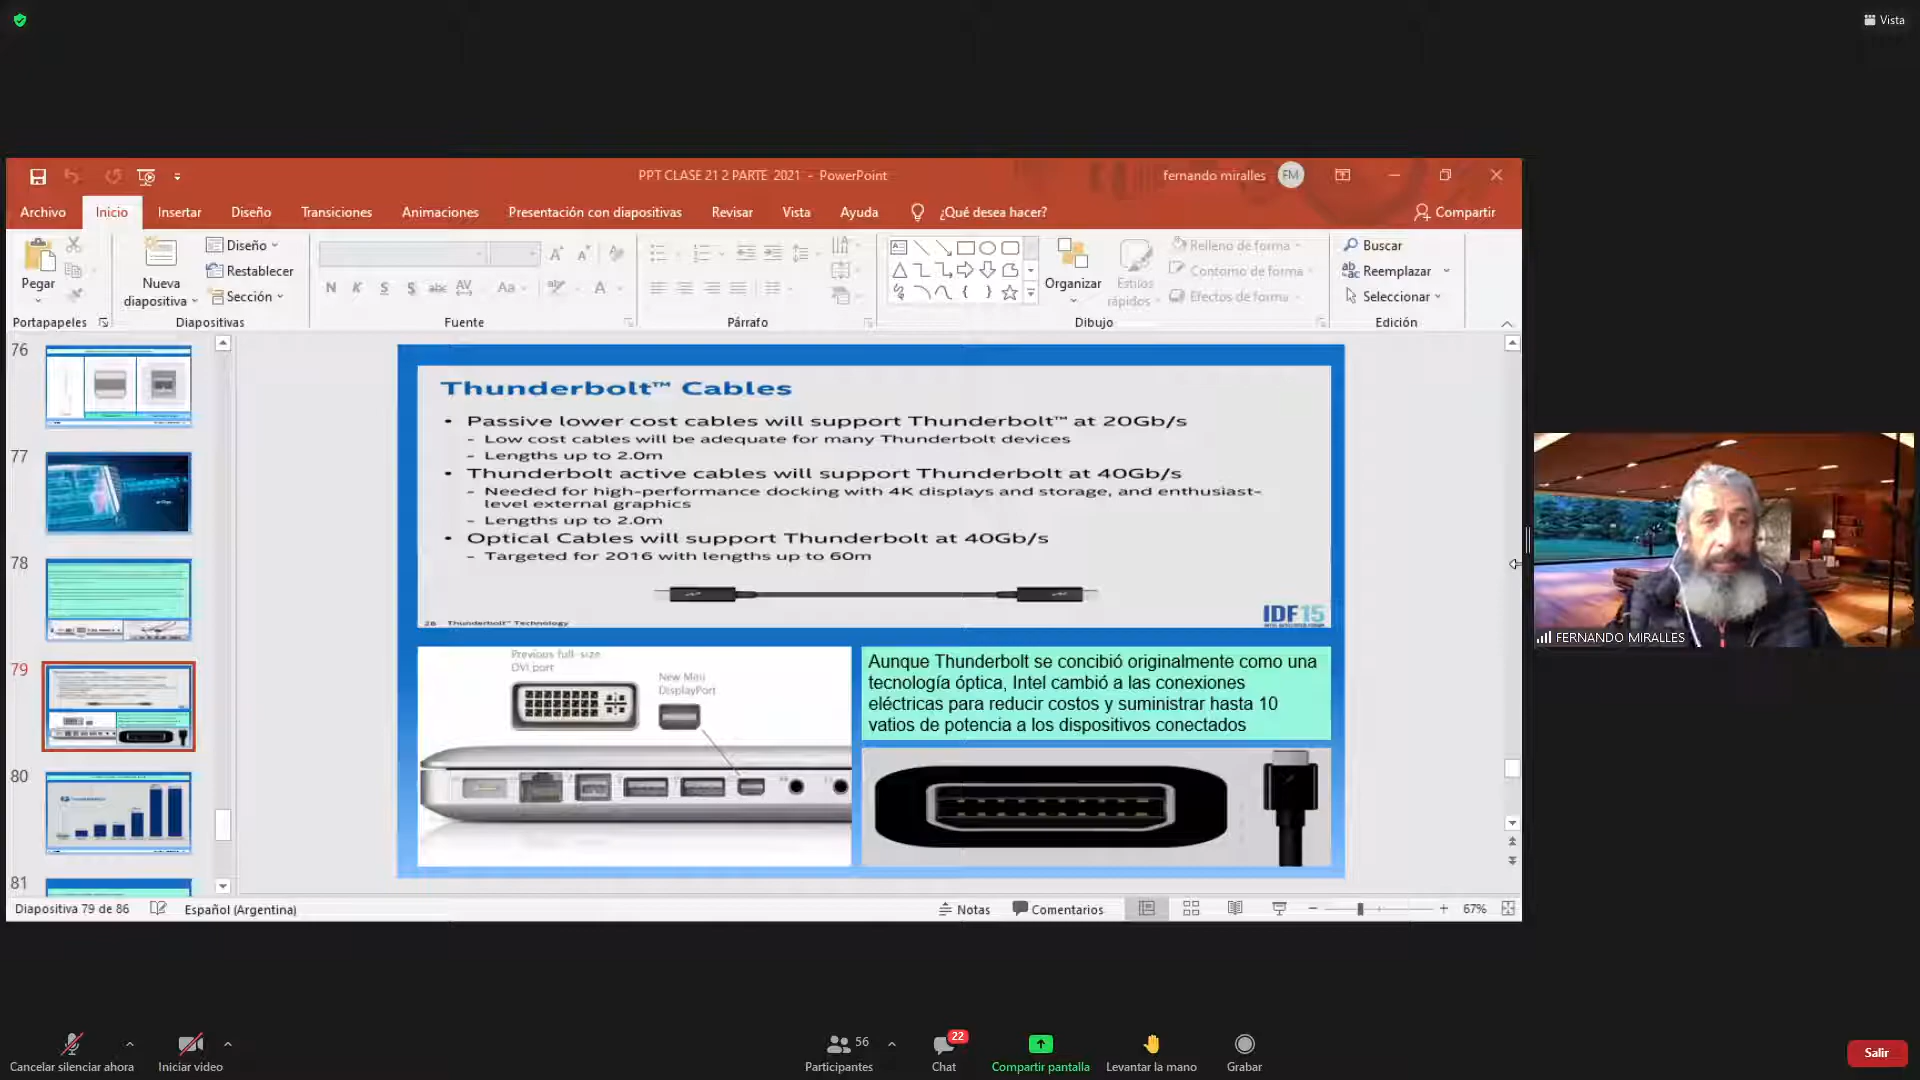 Vista
PPT CLASE 21 2 PARTE 2021 - PowerPoint
fernando miralles
FM
Archivo
Inicio
Insertar
Diseño
Transiciones
Animaciones
Presentación con diapositivas
Revisar
Vista
Ayuda
¿Qué desea hacer?
Compartir
Pegar
Nueva
diapositiva
Diseño
Restablecer
Sección
N K S S abc AV Aa A
Organizar
Estilos
rápidos
Relleno de forma
Contorno de forma
Efectos de forma
Buscar
Reemplazar
Seleccionar
Portapapeles
Diapositivas
Fuente
Párrafo
Dibujo
Edición
76
77
78
79
80
81
Thunderbolt™ Cables
• Passive lower cost cables will support Thunderbolt™ at 20Gb/s
- Low cost cables will be adequate for many Thunderbolt devices
- Lengths up to 2.0m
• Thunderbolt active cables will support Thunderbolt at 40Gb/s
- Needed for high-performance docking with 4K displays and storage, and enthusiast-
level external graphics
- Lengths up to 2.0m
• Optical Cables will support Thunderbolt at 40Gb/s
- Targeted for 2016 with lengths up to 60m
28 Thunderbolt™ Technology
IDF15
Previous full-size
DVI port
New Mini
DisplayPort
Aunque Thunderbolt se concibió originalmente como una
tecnología óptica, Intel cambió a las conexiones
eléctricas para reducir costos y suministrar hasta 10
vatios de potencia a los dispositivos conectados
FERNANDO MIRALLES
Diapositiva 79 de 86
Español (Argentina)
Notas
Comentarios
67%
Cancelar silenciar ahora
Iniciar video
56
Participantes
22
Chat
Compartir pantalla
Levantar la mano
Grabar
Salir